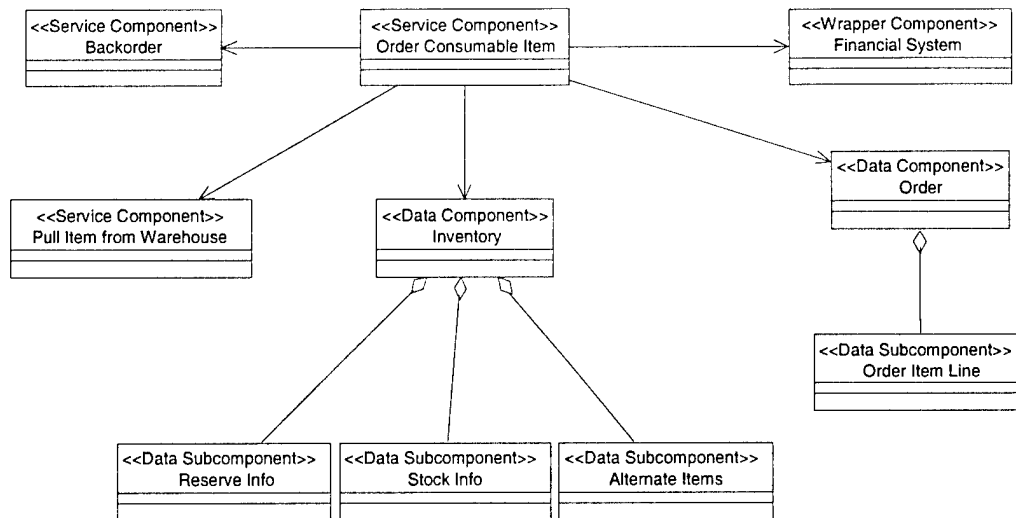 <<Service Component>>
Backorder
<<Service Component>>
Order Consumable Item
<<Wrapper Component>>
Financial System
<<Data Component>>
Order
<<Service Component>>
Pull Item from Warehouse
<<Data Component>>
Inventory
<<Data Subcomponent>>
Order Item Line
<<Data Subcomponent>>
Reserve Info
<<Data Subcomponent>>
Stock Info
<<Data Subcomponent>>
Alternate Items